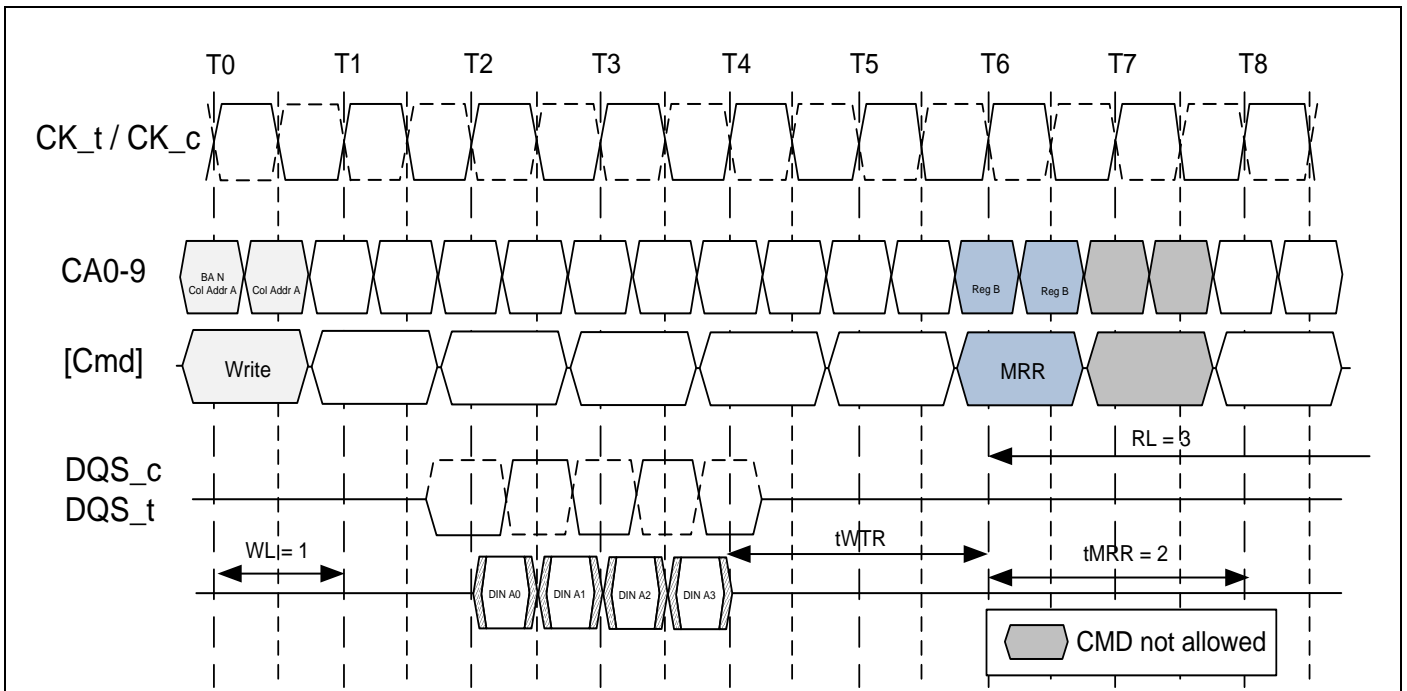 T0 T1 T2 T3 T4 T5 T6 T7 T8
CK_t / CK_c
CA0-9
BA N
Col Addr A
Col Addr A
Reg B
Reg B
[Cmd]
Write
MRR
RL = 3
DQS_c
DQS_t
WL = 1
tWTR
tMRR = 2
DIN A0
DIN A1
DIN A2
DIN A3
CMD not allowed